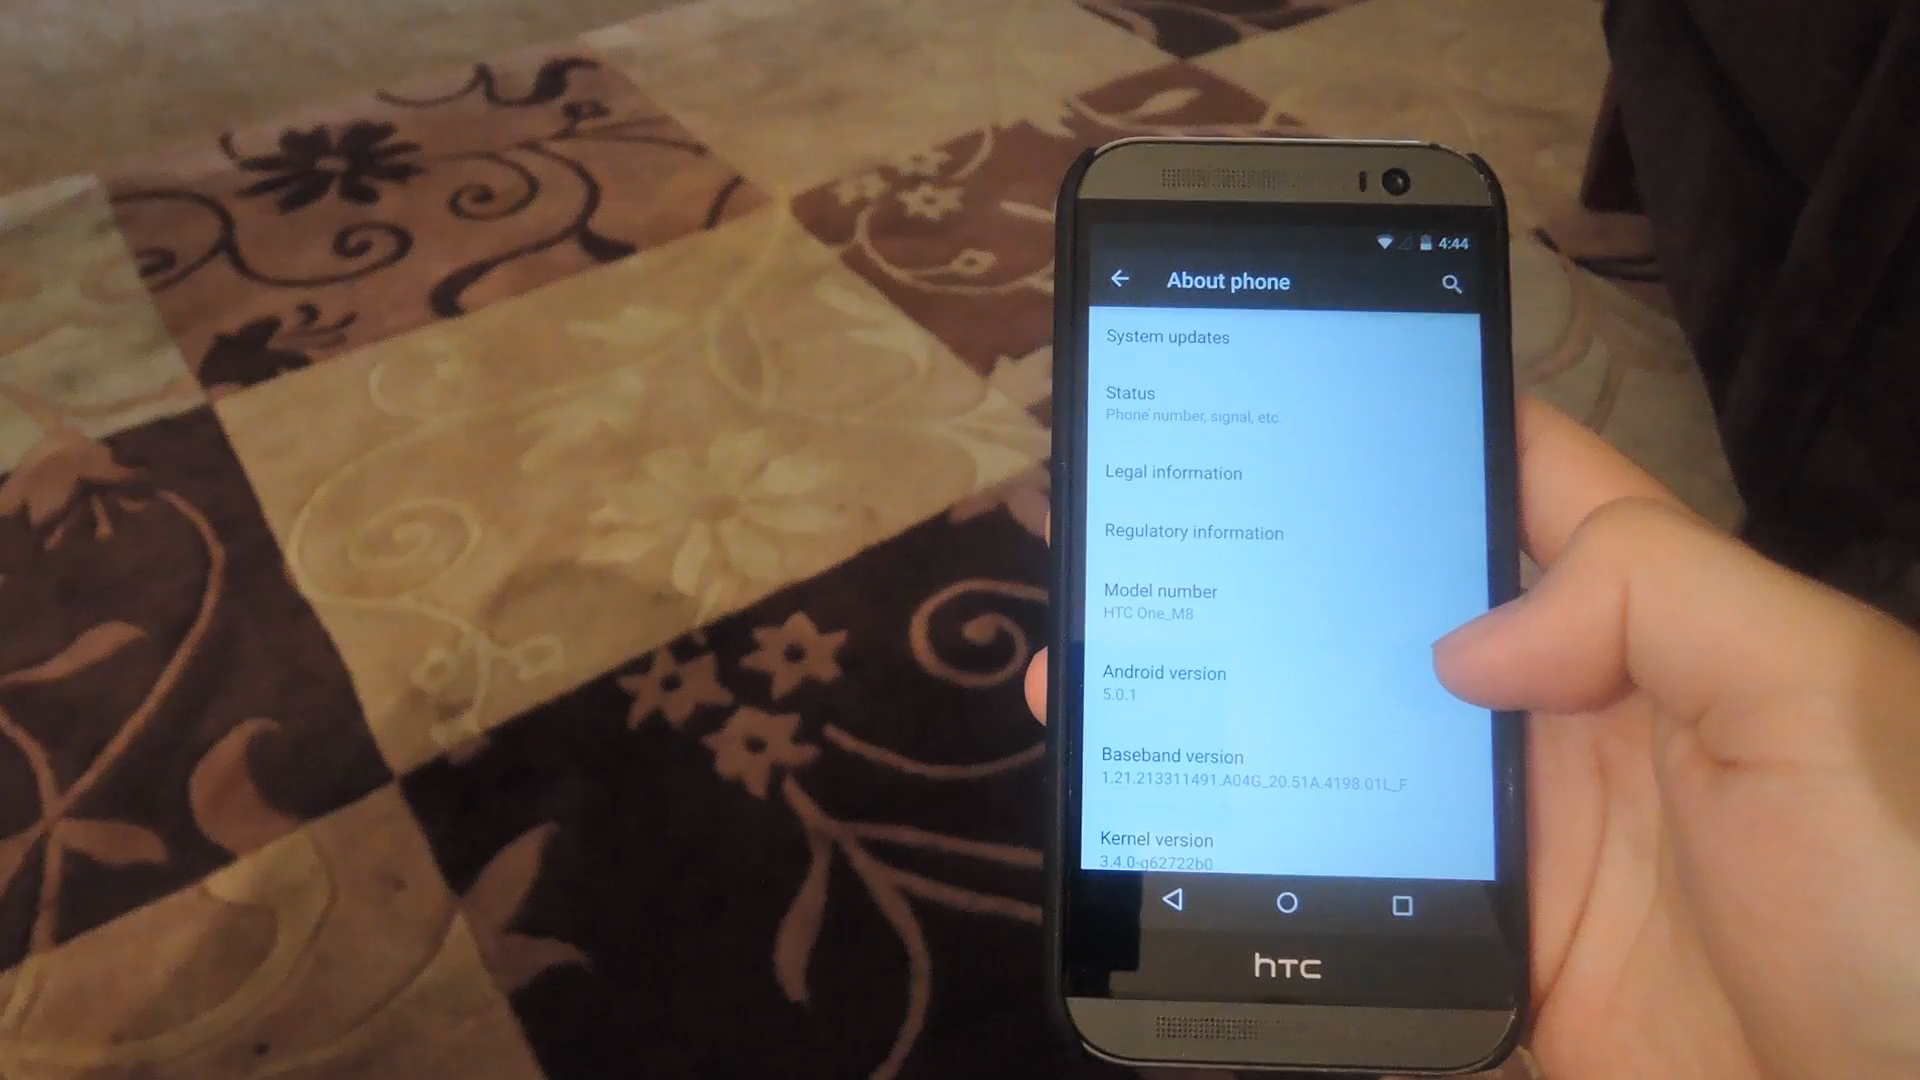 4:44
About phone
System updates
Status
Phone number, signal, etc
Legal information
Regulatory information
Model number
HTC One_M8
Android version
5.0.1
Baseband version
1.21.213311491.A04G_20.51A.4198.01L_F
Kernel version
3.4.0-g62722b0
hTC